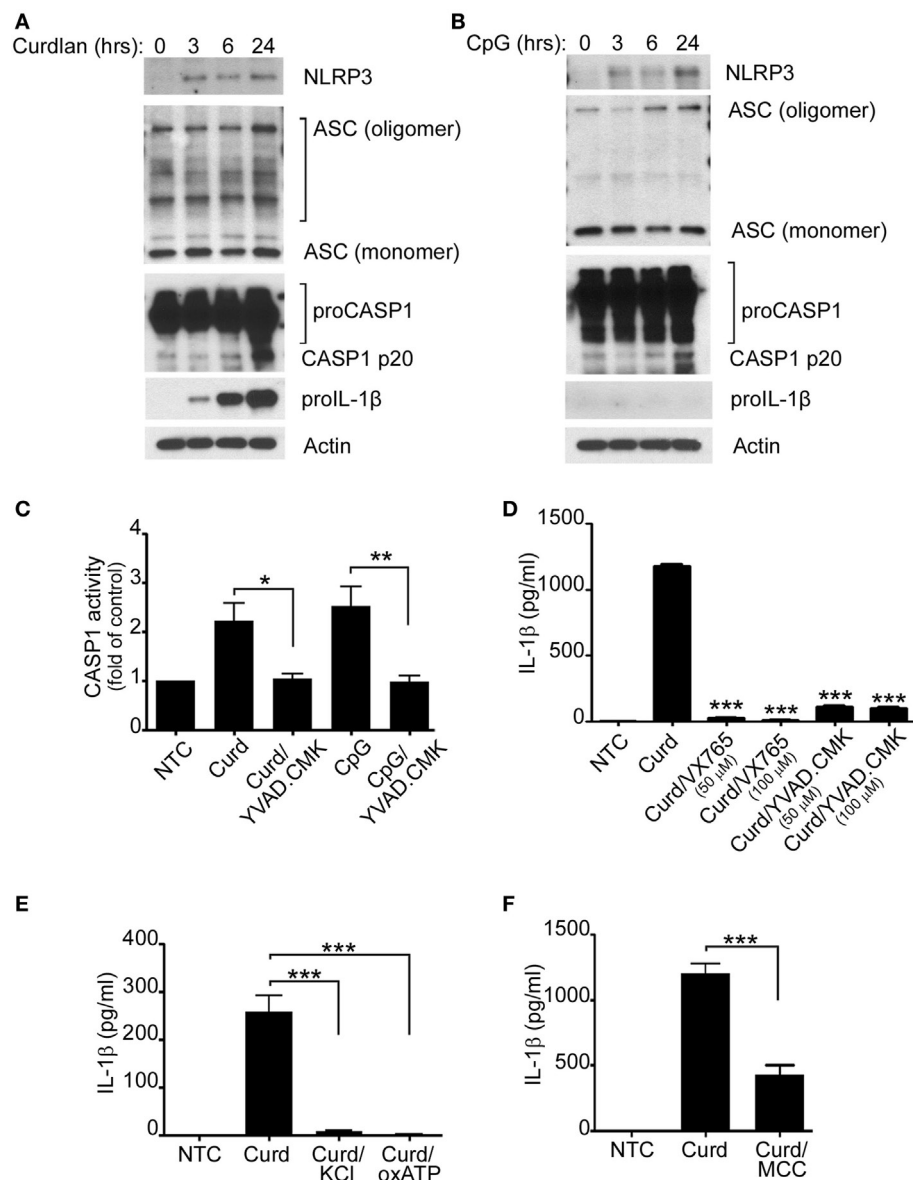 A
Curdlan (hrs): 0 3 6 24
NLRP3
ASC (oligomer)
ASC (monomer)
proCASP1
CASP1 p20
proIL-1β
Actin
B
CpG (hrs): 0 3 6 24
NLRP3
ASC (oligomer)
ASC (monomer)
proCASP1
CASP1 p20
proIL-1β
Actin
C
CASP1 activity
(fold of control)
4
3
2
1
0
*
**
NTC
Curd
Curd/
YVAD.CMK
CpG
CpG/
YVAD.CMK
D
IL-1β (pg/ml)
1500
1000
500
0
***
***
***
***
NTC
Curd
Curd/VX765
(50 μM)
Curd/VX765
(100 μM)
Curd/YVAD.CMK
(50 μM)
Curd/YVAD.CMK
(100 μM)
E
IL-1β (pg/ml)
400
300
200
100
0
***
***
NTC
Curd
Curd/
KCl
Curd/
oxATP
F
IL-1β (pg/ml)
1500
1000
500
0
***
NTC
Curd
Curd/
MCC